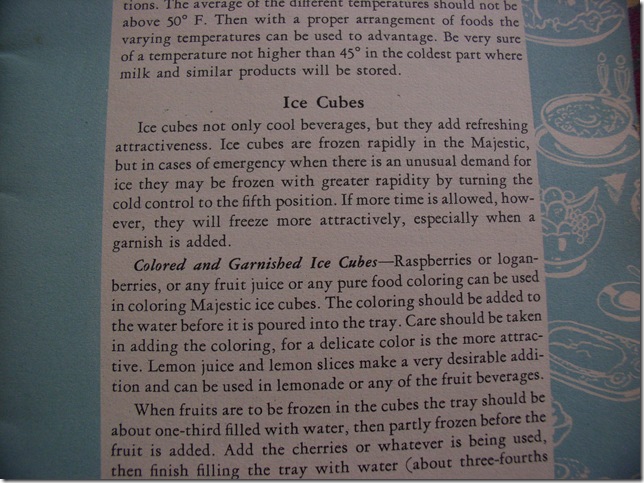 tions. The average of the different temperatures should not be
above 50° F. Then with a proper arrangement of foods the
varying temperatures can be used to advantage. Be very sure
of a temperature not higher than 45° in the coldest part where
milk and similar products will be stored.
Ice Cubes
Ice cubes not only cool beverages, but they add refreshing
attractiveness. Ice cubes are frozen rapidly in the Majestic,
but in cases of emergency when there is an unusual demand for
ice they may be frozen with greater rapidity by turning the
cold control to the fifth position. If more time is allowed, how-
ever, they will freeze more attractively, especially when a
garnish is added.
Colored and Garnished Ice Cubes—Raspberries or logan-
berries, or any fruit juice or any pure food coloring can be used
in coloring Majestic ice cubes. The coloring should be added to
the water before it is poured into the tray. Care should be taken
in adding the coloring, for a delicate color is the more attrac-
tive. Lemon juice and lemon slices make a very desirable addi-
tion and can be used in lemonade or any of the fruit beverages.
When fruits are to be frozen in the cubes the tray should be
about one-third filled with water, then partly frozen before the
fruit is added. Add the cherries or whatever is being used,
then finish filling the tray with water (about three-fourths